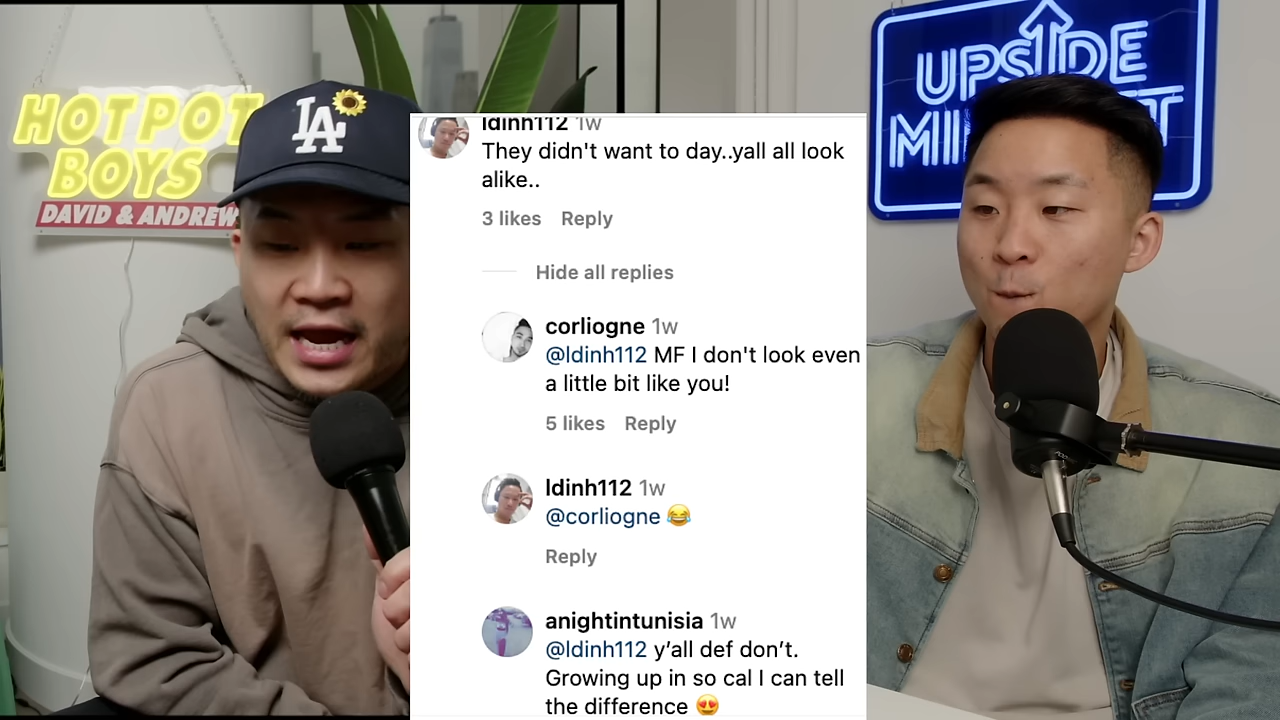 HOT POT
BOYS
DAVID & ANDREW
LA
ldinh112 1w
They didn't want to day..yall all look
alike..
3 likes Reply
Hide all replies
corliogne 1w
@ldinh112 MF I don't look even
a little bit like you!
5 likes Reply
ldinh112 1w
@corliogne 😂
Reply
anightintunisia 1w
@ldinh112 y’all def don’t.
Growing up in so cal I can tell
the difference 😍
UPSIDE